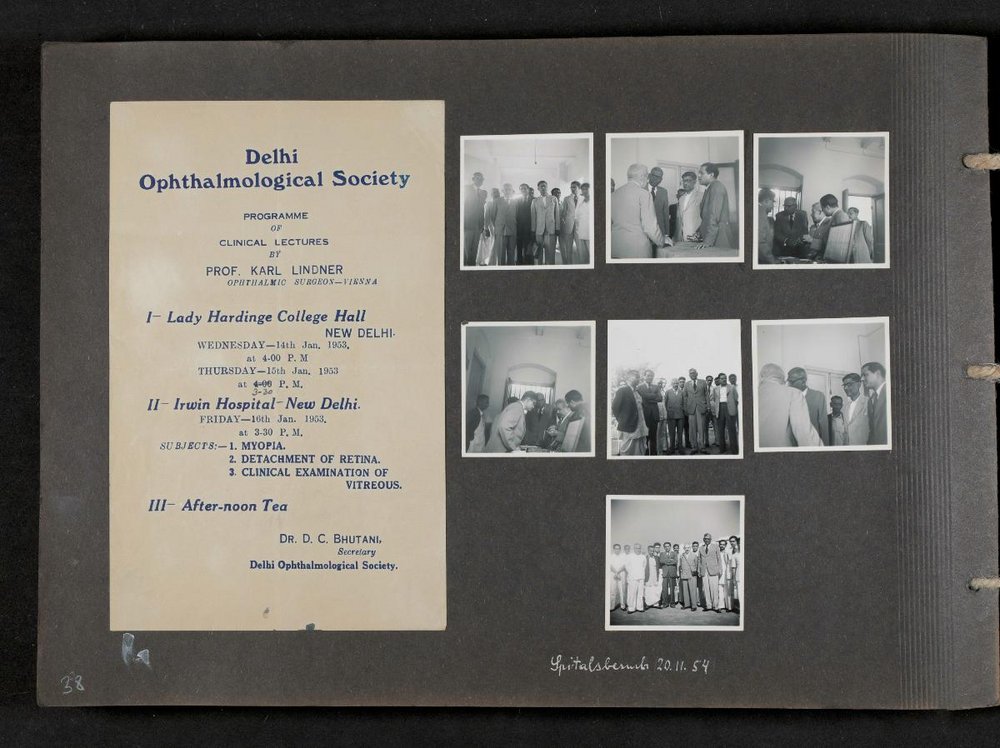 Delhi
Ophthalmological Society
PROGRAMME
OF
CLINICAL LECTURES
BY
PROF. KARL LINDNER
OPHTHALMIC SURGEON—VIENNA
I— Lady Hardinge College Hall
NEW DELHI.
WEDNESDAY—14th Jan. 1953.
at 4-00 P. M
THURSDAY—15th Jan. 1953
at 4-00 P. M.
3-30
II— Irwin Hospital—New Delhi.
FRIDAY—16th Jan. 1953.
at 3-30 P. M.
SUBJECTS:—1. MYOPIA.
2. DETACHMENT OF RETINA.
3. CLINICAL EXAMINATION OF
VITREOUS.
III— After-noon Tea
DR. D. C. BHUTANI,
Secretary
Delhi Ophthalmological Society.
20.11.54
38